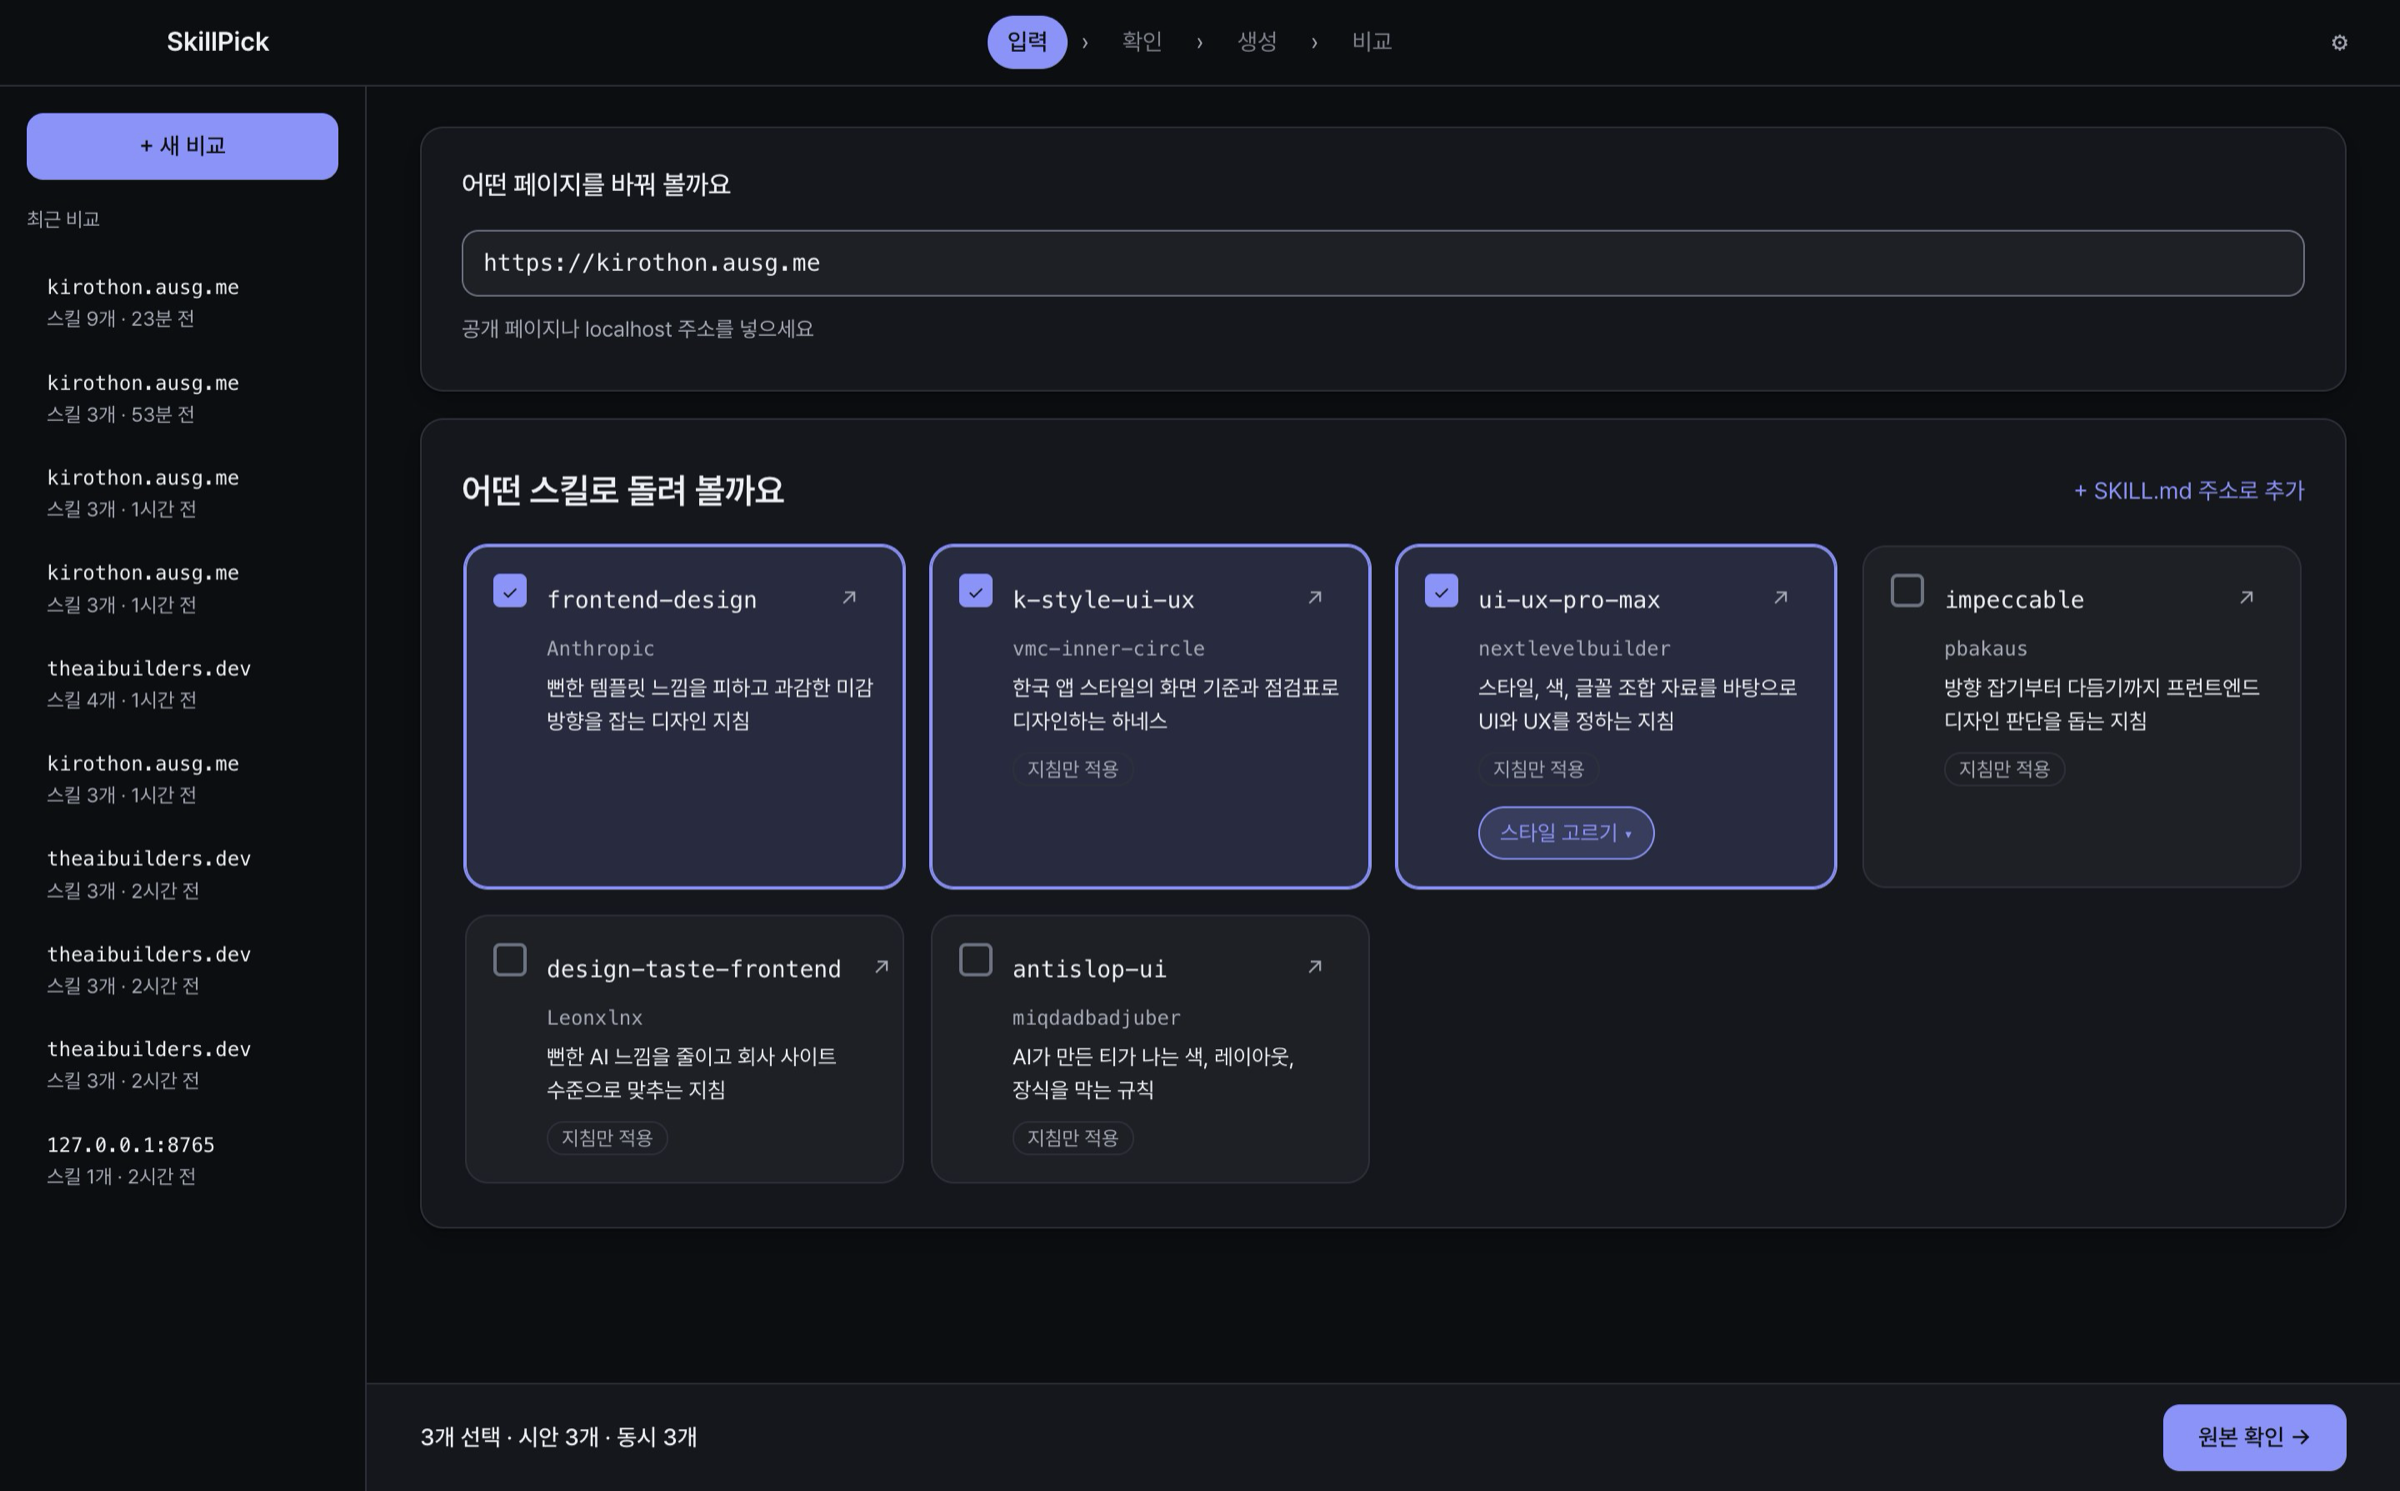 SkillPick
입력 › 확인 › 생성 › 비교
+ 새 비교
최근 비교
kirothon.ausg.me
스킬 9개 · 23분 전
kirothon.ausg.me
스킬 3개 · 53분 전
kirothon.ausg.me
스킬 3개 · 1시간 전
kirothon.ausg.me
스킬 3개 · 1시간 전
theaibuilders.dev
스킬 4개 · 1시간 전
kirothon.ausg.me
스킬 3개 · 1시간 전
theaibuilders.dev
스킬 3개 · 2시간 전
theaibuilders.dev
스킬 3개 · 2시간 전
theaibuilders.dev
스킬 3개 · 2시간 전
127.0.0.1:8765
스킬 1개 · 2시간 전
어떤 페이지를 바꿔 볼까요
https://kirothon.ausg.me
공개 페이지나 localhost 주소를 넣으세요
어떤 스킬로 돌려 볼까요
+ SKILL.md 주소로 추가
frontend-design ↗
Anthropic
뻔한 템플릿 느낌을 피하고 과감한 미감
방향을 잡는 디자인 지침
k-style-ui-ux ↗
vmc-inner-circle
한국 앱 스타일의 화면 기준과 점검표로
디자인하는 하네스
지침만 적용
ui-ux-pro-max ↗
nextlevelbuilder
스타일, 색, 글꼴 조합 자료를 바탕으로
UI와 UX를 정하는 지침
지침만 적용
스타일 고르기 ▾
impeccable ↗
pbakaus
방향 잡기부터 다듬기까지 프런트엔드
디자인 판단을 돕는 지침
지침만 적용
design-taste-frontend ↗
Leonxlnx
뻔한 AI 느낌을 줄이고 회사 사이트
수준으로 맞추는 지침
지침만 적용
antislop-ui ↗
miqdadbadjuber
AI가 만든 티가 나는 색, 레이아웃,
장식을 막는 규칙
지침만 적용
3개 선택 · 시안 3개 · 동시 3개
원본 확인 →